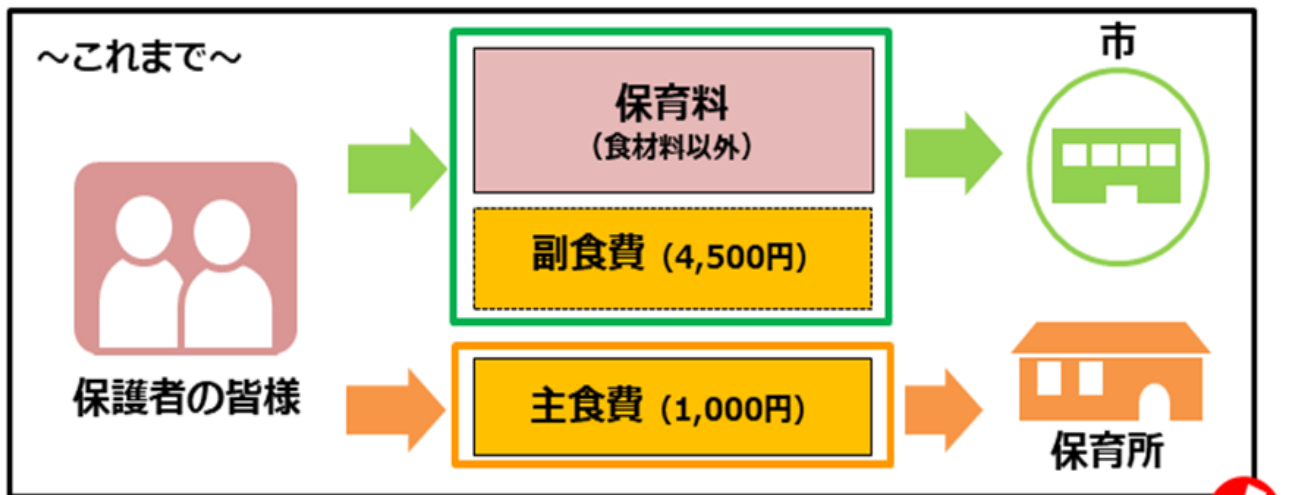 ～これまで～
市
保育料
（食材料以外）
副食費（4,500円）
保護者の皆様
主食費（1,000円）
保育所